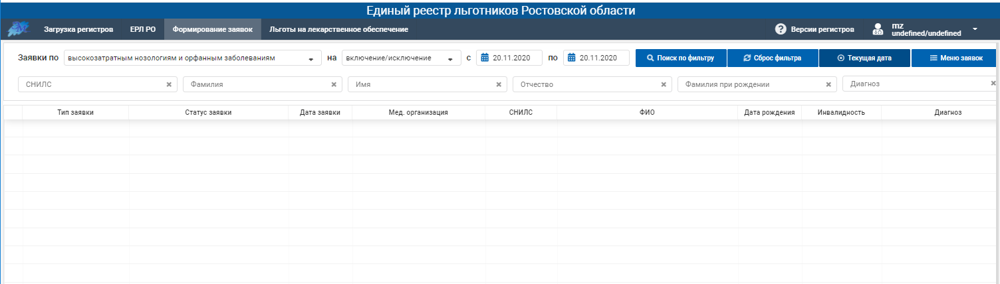 Единый реестр льготников Ростовской области
Загрузка регистров ЕРЛ РО Формирование заявок Льготы на лекарственное обеспечение Версии регистров mz
undefined/undefined
Заявки по высокозатратным нозологиям и орфанным заболеваниям на включение/исключение с 20.11.2020 по 20.11.2020 Поиск по фильтру Сброс фильтра Текущая дата Меню заявок
СНИЛС Фамилия Имя Отчество Фамилия при рождении Диагноз
Тип заявки Статус заявки Дата заявки Мед. организация СНИЛС ФИО Дата рождения Инвалидность Диагноз